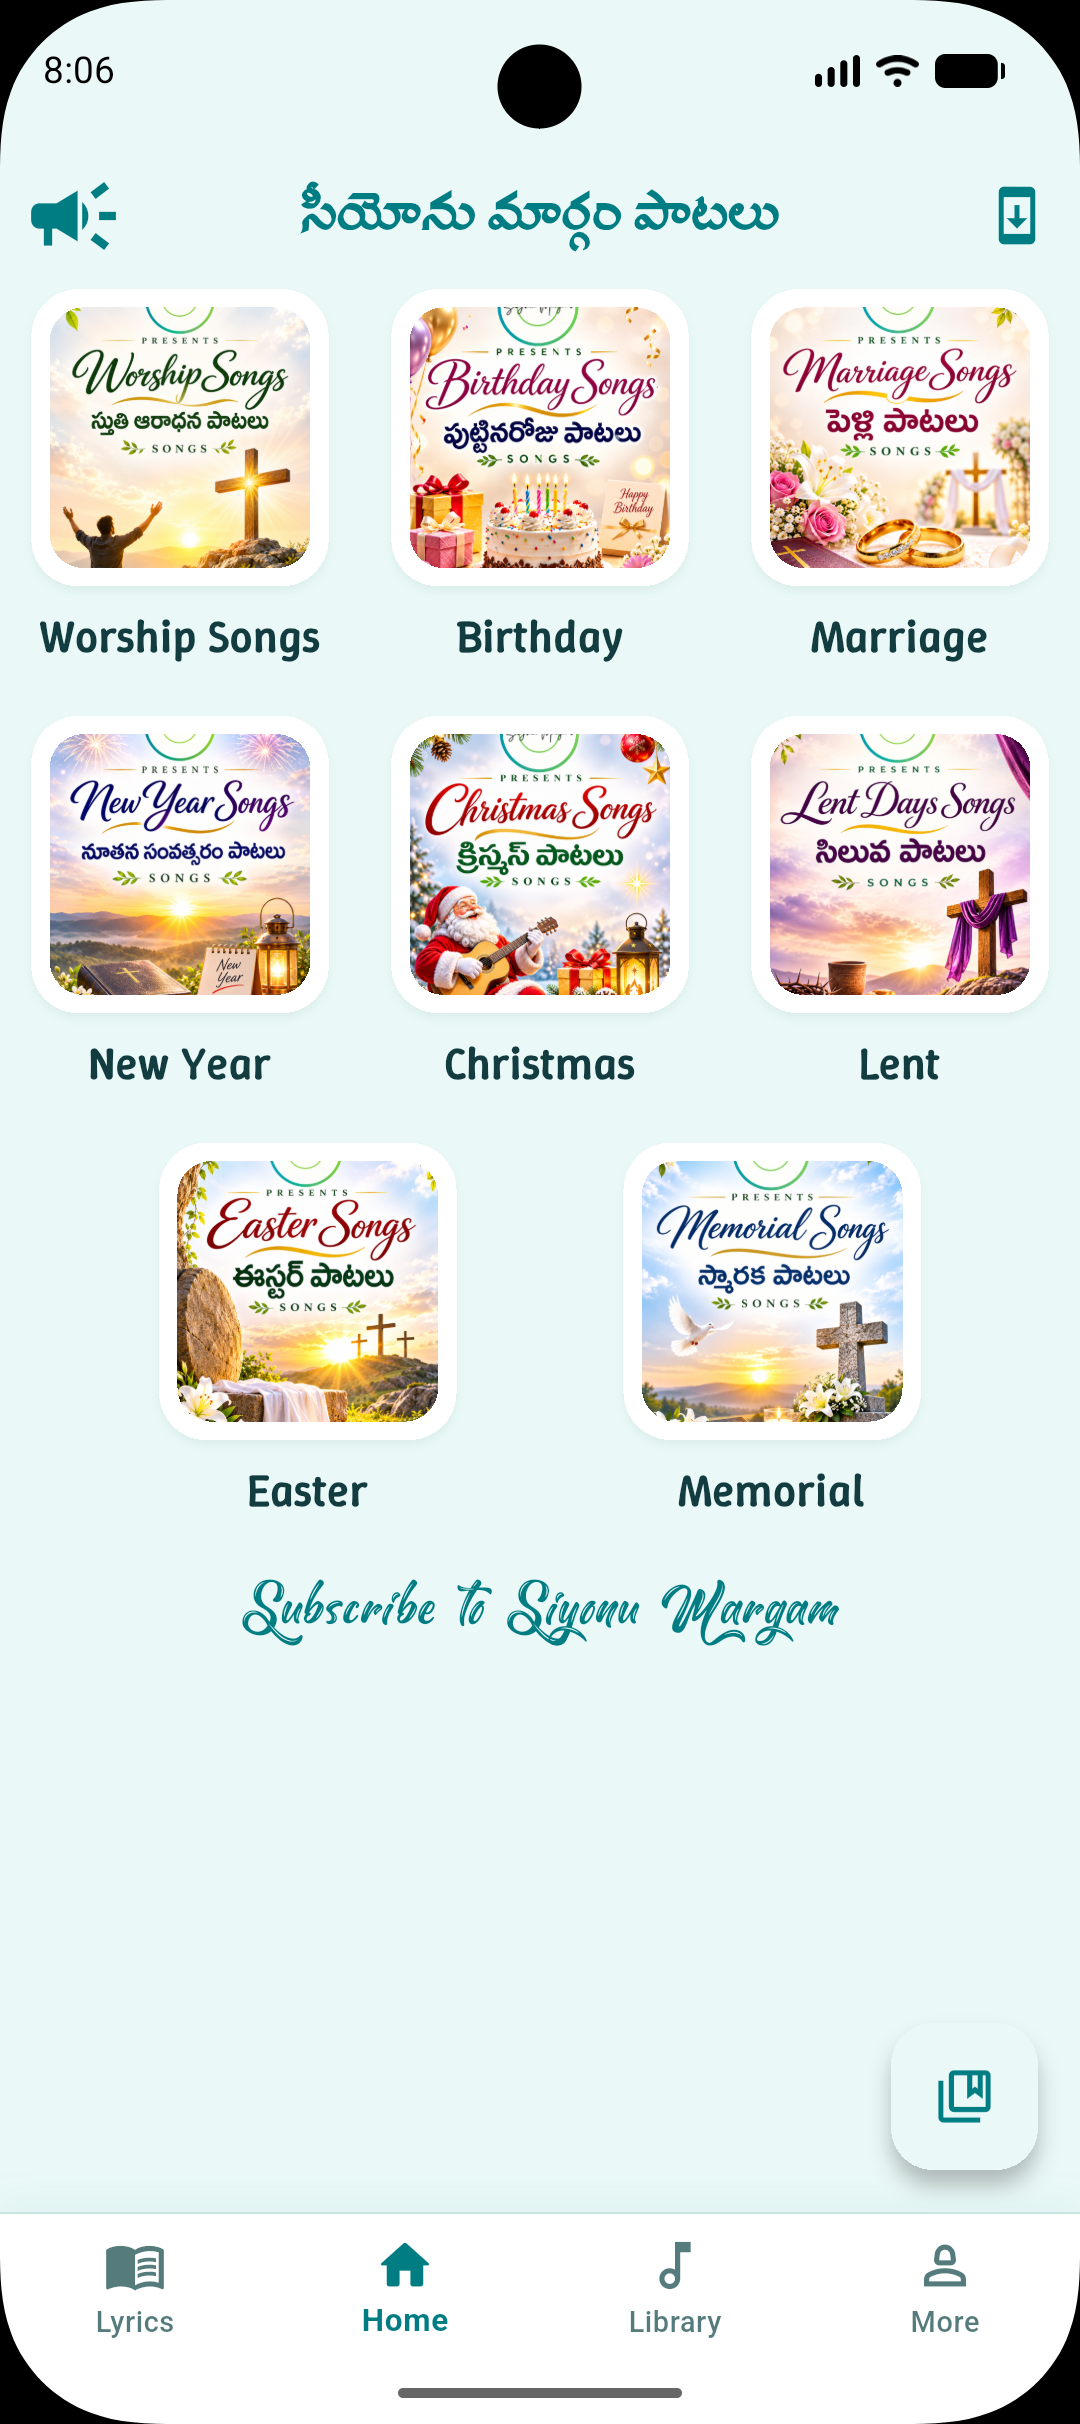 8:06
సీయోను మార్గం పాటలు
PRESENTS
Worship Songs
స్తుతి ఆరాధన పాటలు
SONGS
Worship Songs
PRESENTS
Birthday Songs
పుట్టినరోజు పాటలు
SONGS
Happy
Birthday
Birthday
PRESENTS
Marriage Songs
పెళ్లి పాటలు
SONGS
Marriage
PRESENTS
New Year Songs
నూతన సంవత్సరం పాటలు
SONGS
New
Year
New Year
PRESENTS
Christmas Songs
క్రిస్మస్ పాటలు
SONGS
Christmas
PRESENTS
Lent Days Songs
సిలువ పాటలు
SONGS
Lent
PRESENTS
Easter Songs
ఈస్టర్ పాటలు
SONGS
Easter
PRESENTS
Memorial Songs
స్మారక పాటలు
SONGS
Memorial
Subscribe to Siyonu Margam
Lyrics
Home
Library
More